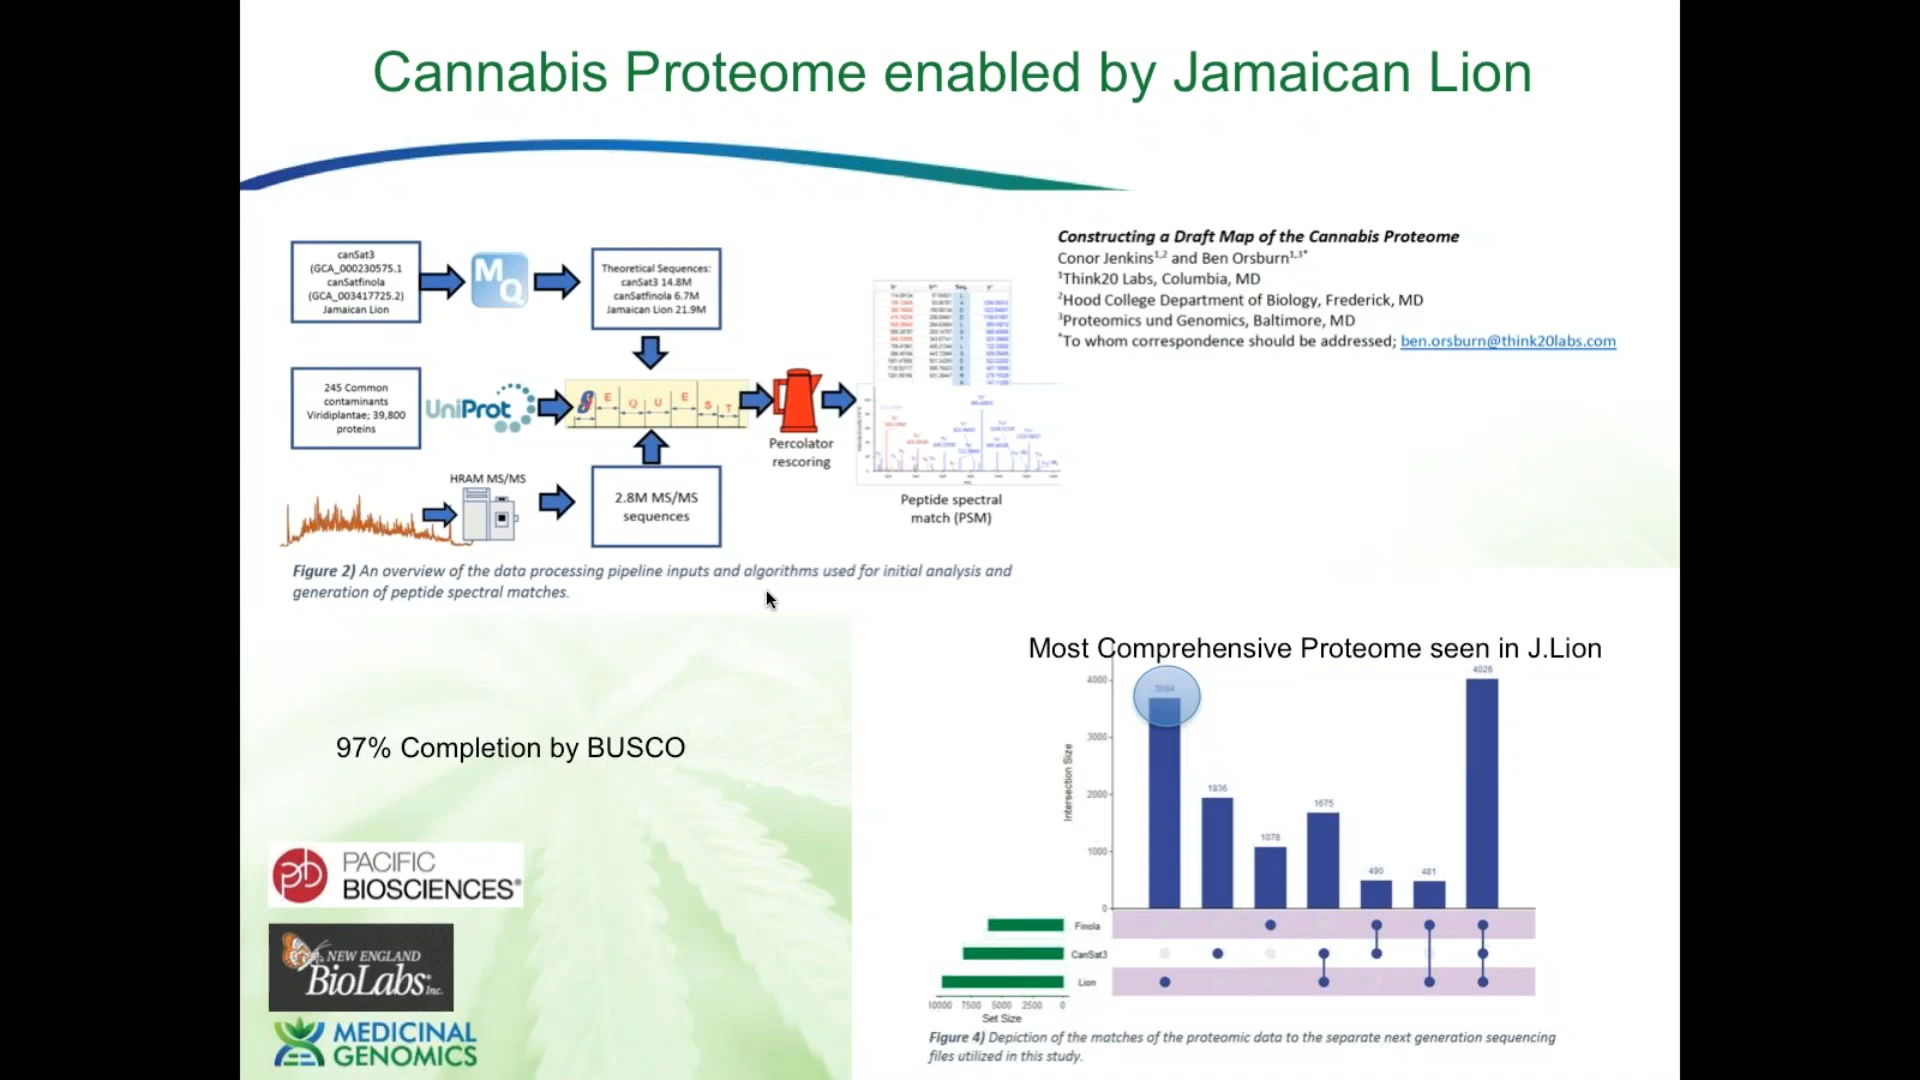 Cannabis Proteome enabled by Jamaican Lion
canSat3
(GCA_000230575.1
canSatfinola
(GCA_003417725.2)
Jamaican Lion
MQ
Theoretical Sequences:
canSat3 14.8M
canSatfinola 6.7M
Jamaican Lion 21.9M
245 Common
contaminants
Viridiplantae; 39,800
proteins
UniProt
SEQUEST
Percolator
rescoring
HRAM MS/MS
2.8M MS/MS
sequences
Peptide spectral
match (PSM)
Figure 2) An overview of the data processing pipeline inputs and algorithms used for initial analysis and
generation of peptide spectral matches.
Constructing a Draft Map of the Cannabis Proteome
Conor Jenkins1,2 and Ben Orsburn1,3*
1Think20 Labs, Columbia, MD
2Hood College Department of Biology, Frederick, MD
3Proteomics und Genomics, Baltimore, MD
*To whom correspondence should be addressed; ben.orsburn@think20labs.com
97% Completion by BUSCO
PACIFIC
BIOSCIENCES®
NEW ENGLAND
BioLabs Inc.
MEDICINAL
GENOMICS
Most Comprehensive Proteome seen in J.Lion
Intersection Size
4000
3000
2000
1000
0
1936
1078
1675
490
481
4026
Finola
CanSat3
Lion
10000 7500 5000 2500 0
Set Size
Figure 4) Depiction of the matches of the proteomic data to the separate next generation sequencing
files utilized in this study.